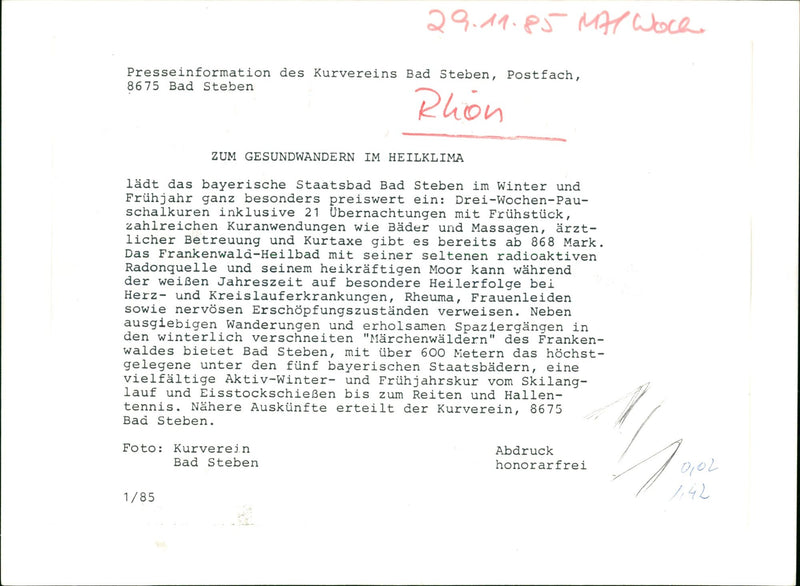 29.11.85 MA/Woch.
Presseinformation des Kurvereins Bad Steben, Postfach,
8675 Bad Steben
Rhön
ZUM GESUNDWANDERN IM HEILKLIMA
lädt das bayerische Staatsbad Bad Steben im Winter und
Frühjahr ganz besonders preiswert ein: Drei-Wochen-Pau-
schalkuren inklusive 21 Übernachtungen mit Frühstück,
zahlreichen Kuranwendungen wie Bäder und Massagen, ärzt-
licher Betreuung und Kurtaxe gibt es bereits ab 868 Mark.
Das Frankenwald-Heilbad mit seiner seltenen radioaktiven
Radonquelle und seinem heikräftigen Moor kann während
der weißen Jahreszeit auf besondere Heilerfolge bei
Herz- und Kreislauferkrankungen, Rheuma, Frauenleiden
sowie nervösen Erschöpfungszuständen verweisen. Neben
ausgiebigen Wanderungen und erholsamen Spaziergängen in
den winterlich verschneiten "Märchenwäldern" des Franken-
waldes bietet Bad Steben, mit über 600 Metern das höchst-
gelegene unter den fünf bayerischen Staatsbädern, eine
vielfältige Aktiv-Winter- und Frühjahrskur vom Skilang-
lauf und Eisstockschießen bis zum Reiten und Hallen-
tennis. Nähere Auskünfte erteilt der Kurverein, 8675
Bad Steben.
Foto: Kurverein
Bad Steben
Abdruck
honorarfrei
0,02
1,42
1/85